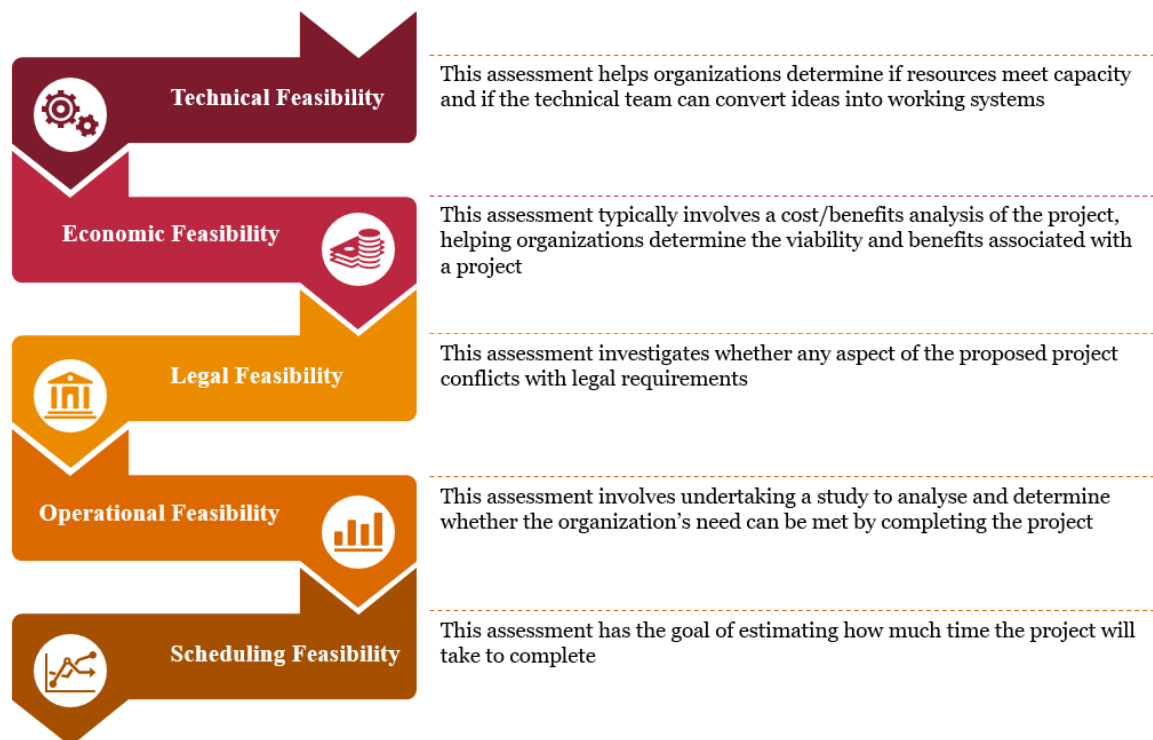 Technical Feasibility
This assessment helps organizations determine if resources meet capacity
and if the technical team can convert ideas into working systems
Economic Feasibility
This assessment typically involves a cost/benefits analysis of the project,
helping organizations determine the viability and benefits associated with
a project
Legal Feasibility
This assessment investigates whether any aspect of the proposed project
conflicts with legal requirements
Operational Feasibility
This assessment involves undertaking a study to analyse and determine
whether the organization’s need can be met by completing the project
Scheduling Feasibility
This assessment has the goal of estimating how much time the project will
take to complete